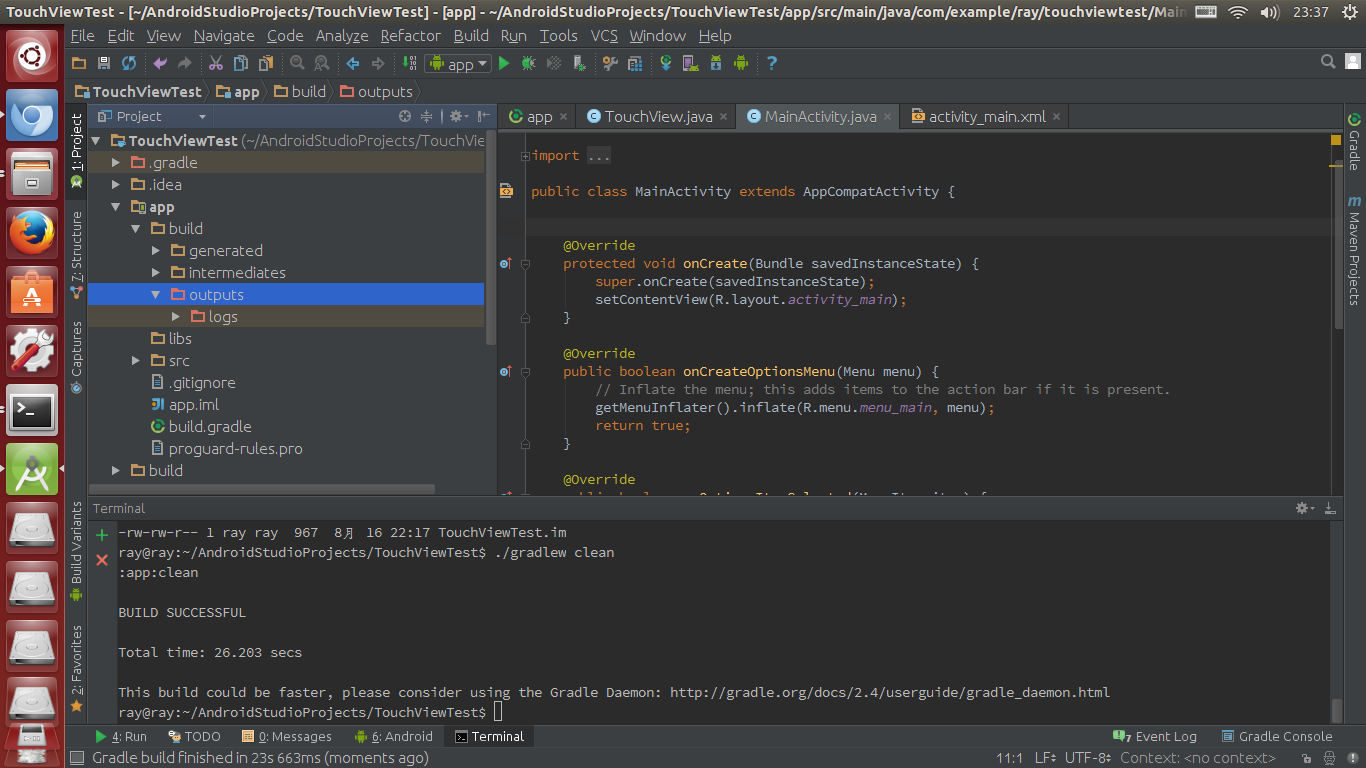 TouchViewTest - [~/AndroidStudioProjects/TouchViewTest] - [app] - ~/AndroidStudioProjects/TouchViewTest/app/src/main/java/com/example/ray/touchviewtest/Main
23:37
File Edit View Navigate Code Analyze Refactor Build Run Tools VCS Window Help
app
?
TouchViewTest app build outputs
Project
app
TouchView.java
MainActivity.java
activity_main.xml
1: Project
7: Structure
Captures
Build Variants
2: Favorites
TouchViewTest (~/AndroidStudioProjects/TouchVie
.gradle
.idea
app
build
generated
intermediates
outputs
logs
libs
src
.gitignore
app.iml
build.gradle
proguard-rules.pro
build
import ...
public class MainActivity extends AppCompatActivity {
@Override
protected void onCreate(Bundle savedInstanceState) {
super.onCreate(savedInstanceState);
setContentView(R.layout.activity_main);
}
@Override
public boolean onCreateOptionsMenu(Menu menu) {
// Inflate the menu; this adds items to the action bar if it is present.
getMenuInflater().inflate(R.menu.menu_main, menu);
return true;
}
@Override
Gradle
Maven Projects
Terminal
-rw-rw-r-- 1 ray ray  967  8月  16 22:17 TouchViewTest.im
ray@ray:~/AndroidStudioProjects/TouchViewTest$ ./gradlew clean
:app:clean
BUILD SUCCESSFUL
Total time: 26.203 secs
This build could be faster, please consider using the Gradle Daemon: http://gradle.org/docs/2.4/userguide/gradle_daemon.html
ray@ray:~/AndroidStudioProjects/TouchViewTest$
4: Run TODO 0: Messages 6: Android Terminal 7 Event Log Gradle Console
Gradle build finished in 23s 663ms (moments ago) 11:1 LF UTF-8 Context: <no context>